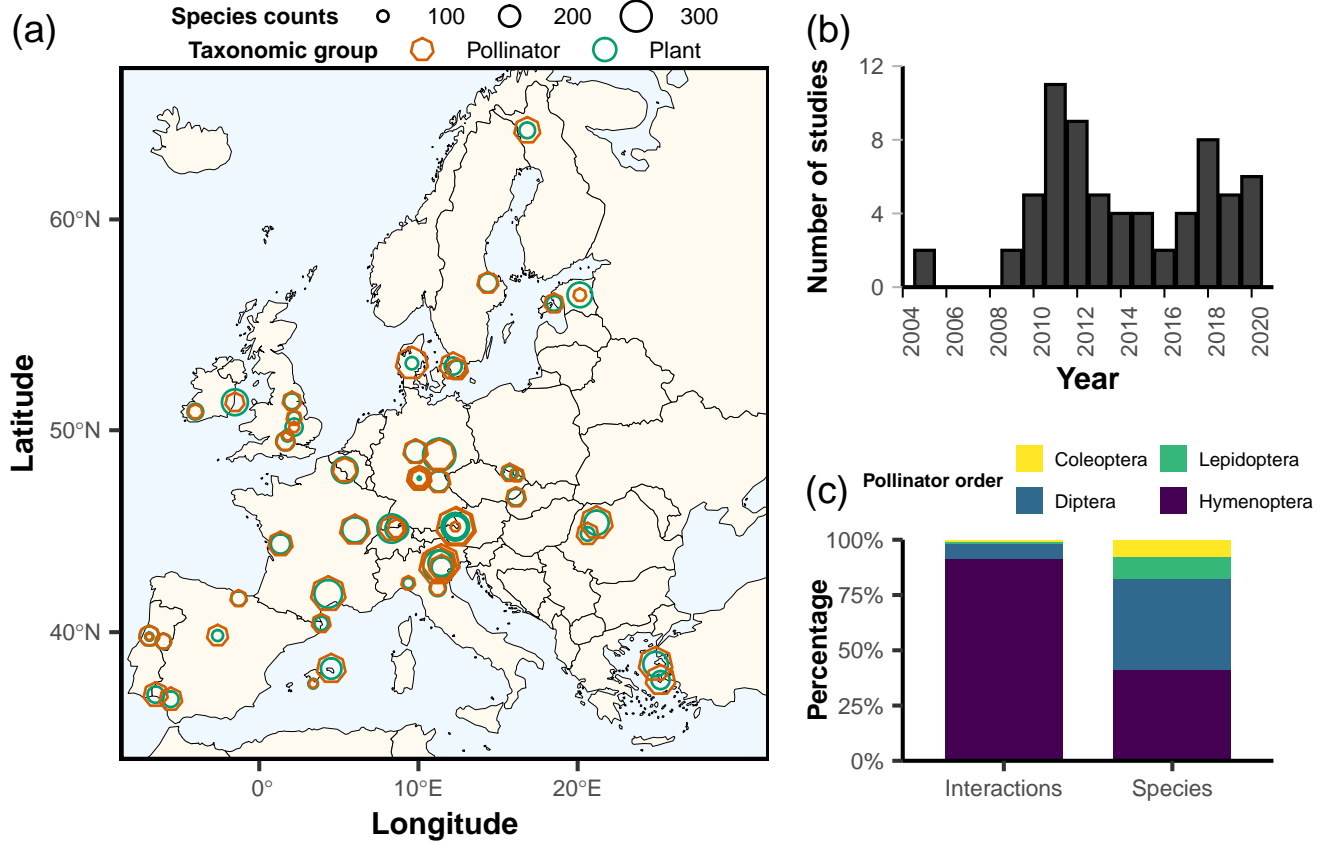 (a)
Species counts 100 200 300
Taxonomic group Pollinator Plant
60°N
50°N
40°N
Latitude
0° 10°E 20°E
Longitude
(b)
12
8
4
0
Number of studies
2004 2006 2008 2010 2012 2014 2016 2018 2020
Year
(c)
Pollinator order
Coleoptera Lepidoptera
Diptera Hymenoptera
100%
75%
50%
25%
0%
Percentage
Interactions Species